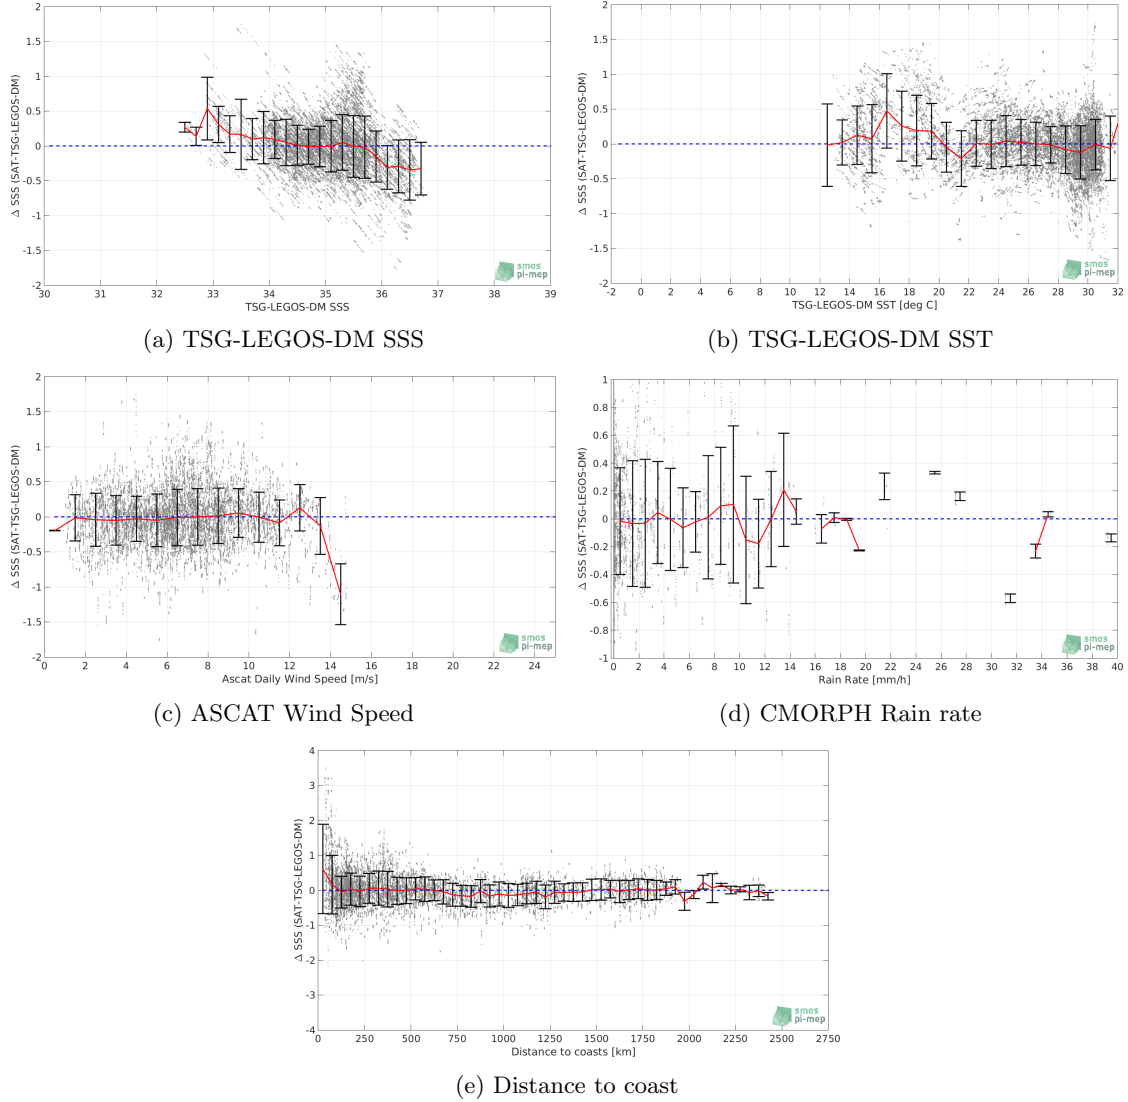 2
1.5
1
0.5
0
-0.5
-1
-1.5
-2
Δ SSS (SAT-TSG-LEGOS-DM)
30 31 32 33 34 35 36 37 38 39
TSG-LEGOS-DM SSS
smos
pi-mep
(a) TSG-LEGOS-DM SSS
2
1.5
1
0.5
0
-0.5
-1
-1.5
-2
Δ SSS (SAT-TSG-LEGOS-DM)
-2 0 2 4 6 8 10 12 14 16 18 20 22 24 26 28 30 32
TSG-LEGOS-DM SST [deg C]
smos
pi-mep
(b) TSG-LEGOS-DM SST
2
1.5
1
0.5
0
-0.5
-1
-1.5
-2
Δ SSS (SAT-TSG-LEGOS-DM)
2 4 6 8 10 12 14 16 18 20 22 24
Ascat Daily Wind Speed [m/s]
smos
pi-mep
(c) ASCAT Wind Speed
1
0.8
0.6
0.4
0.2
0
-0.2
-0.4
-0.6
-0.8
-1
Δ SSS (SAT-TSG-LEGOS-DM)
0 2 4 6 8 10 12 14 16 18 20 22 24 26 28 30 32 34 36 38 40
Rain Rate [mm/h]
smos
pi-mep
(d) CMORPH Rain rate
4
3
2
1
0
-1
-2
-3
-4
Δ SSS (SAT-TSG-LEGOS-DM)
0 250 500 750 1000 1250 1500 1750 2000 2250 2500 2750
Distance to coasts [km]
smos
pi-mep
(e) Distance to coast